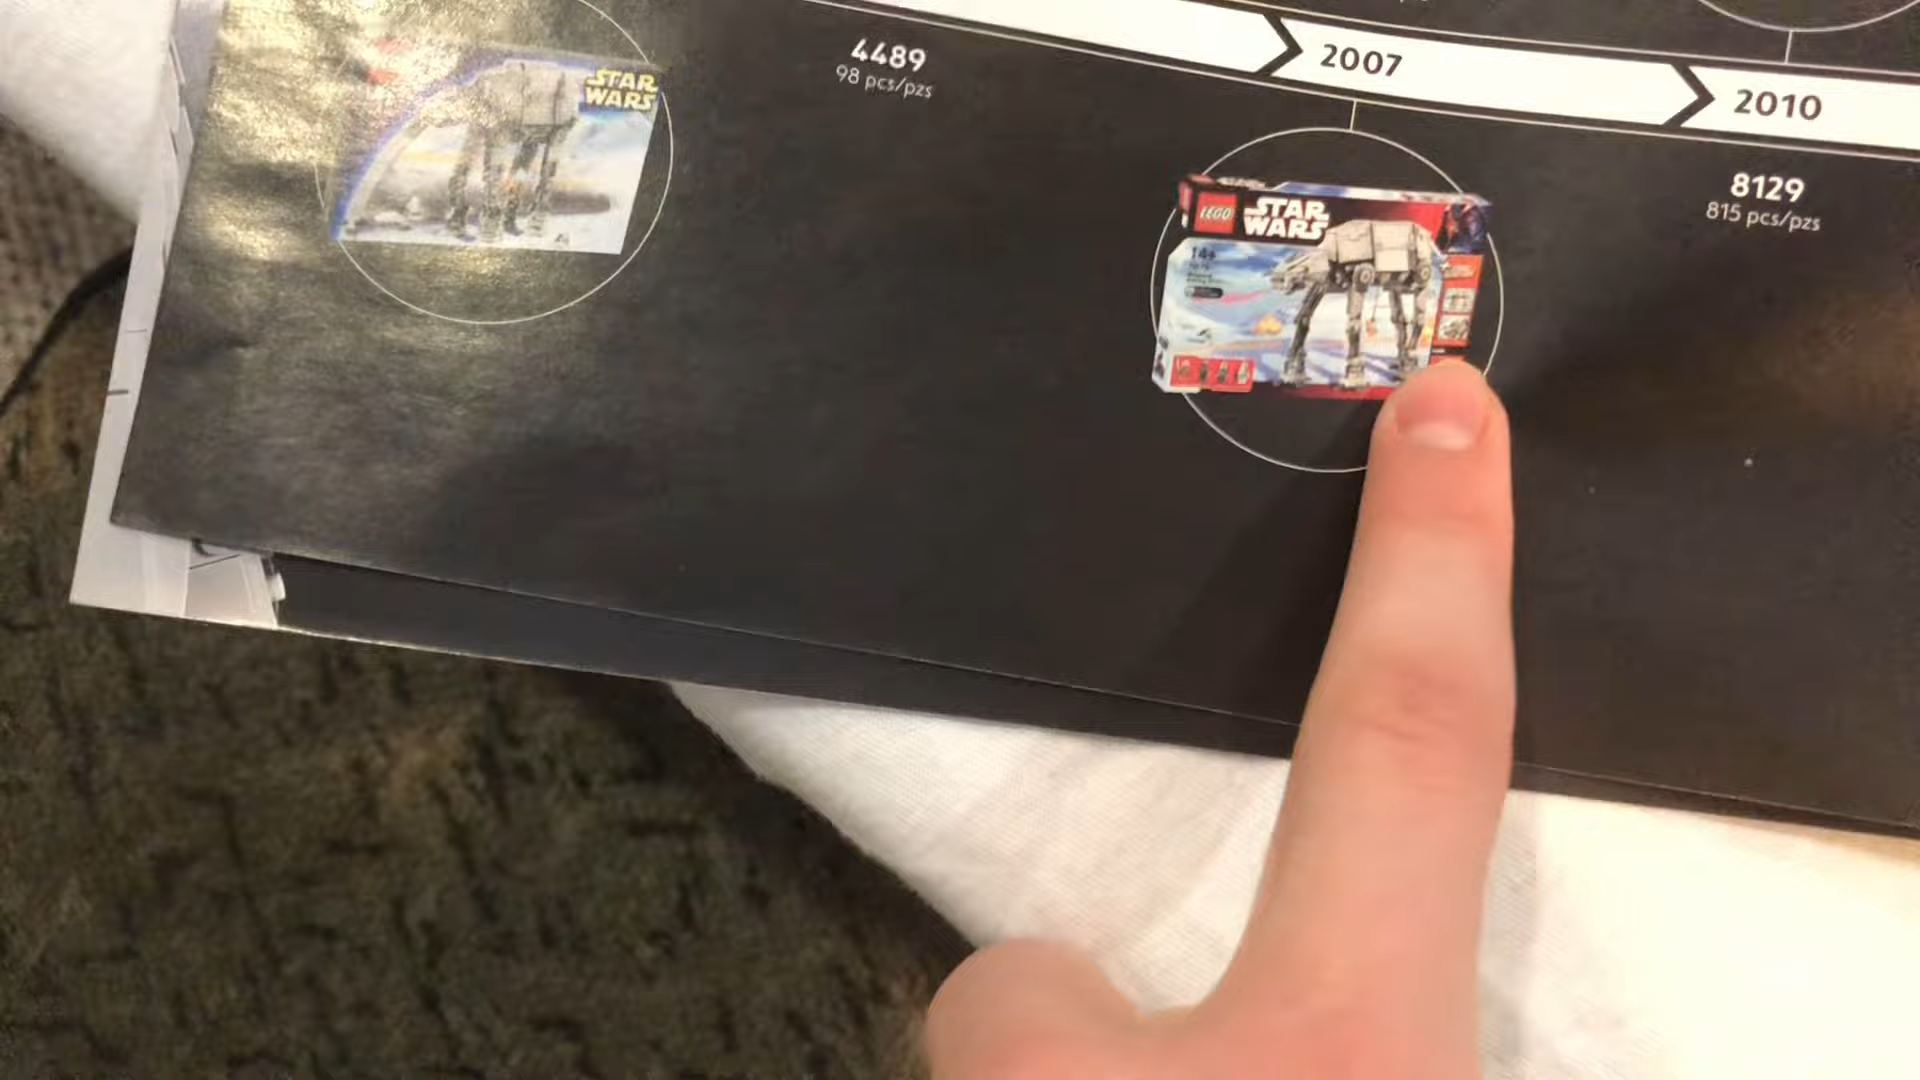 2007
2010
4489
98 pcs/pzs
8129
815 pcs/pzs
STAR
WARS
LEGO
STAR
WARS
14+